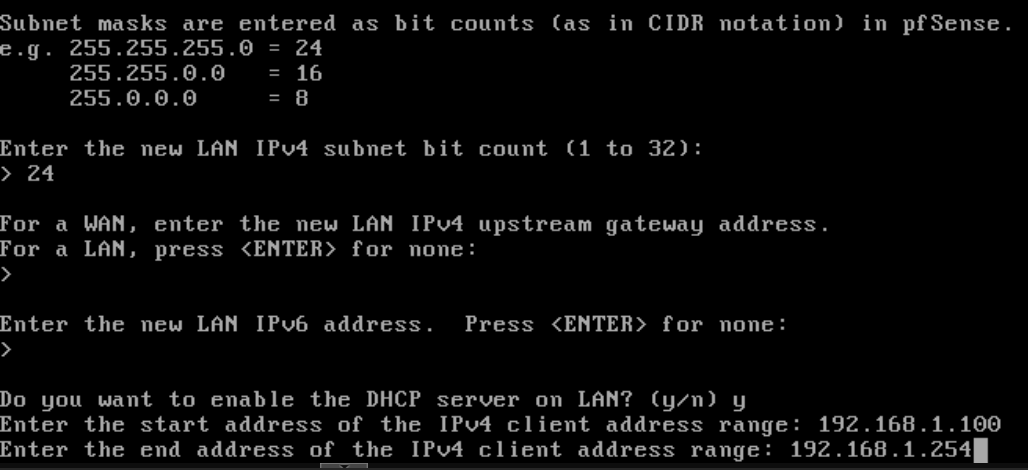 Subnet masks are entered as bit counts (as in CIDR notation) in pfSense.
e.g. 255.255.255.0 = 24
     255.255.0.0   = 16
     255.0.0.0     = 8

Enter the new LAN IPv4 subnet bit count (1 to 32):
> 24

For a WAN, enter the new LAN IPv4 upstream gateway address.
For a LAN, press <ENTER> for none:
>

Enter the new LAN IPv6 address.  Press <ENTER> for none:
>

Do you want to enable the DHCP server on LAN? (y/n) y
Enter the start address of the IPv4 client address range: 192.168.1.100
Enter the end address of the IPv4 client address range: 192.168.1.254